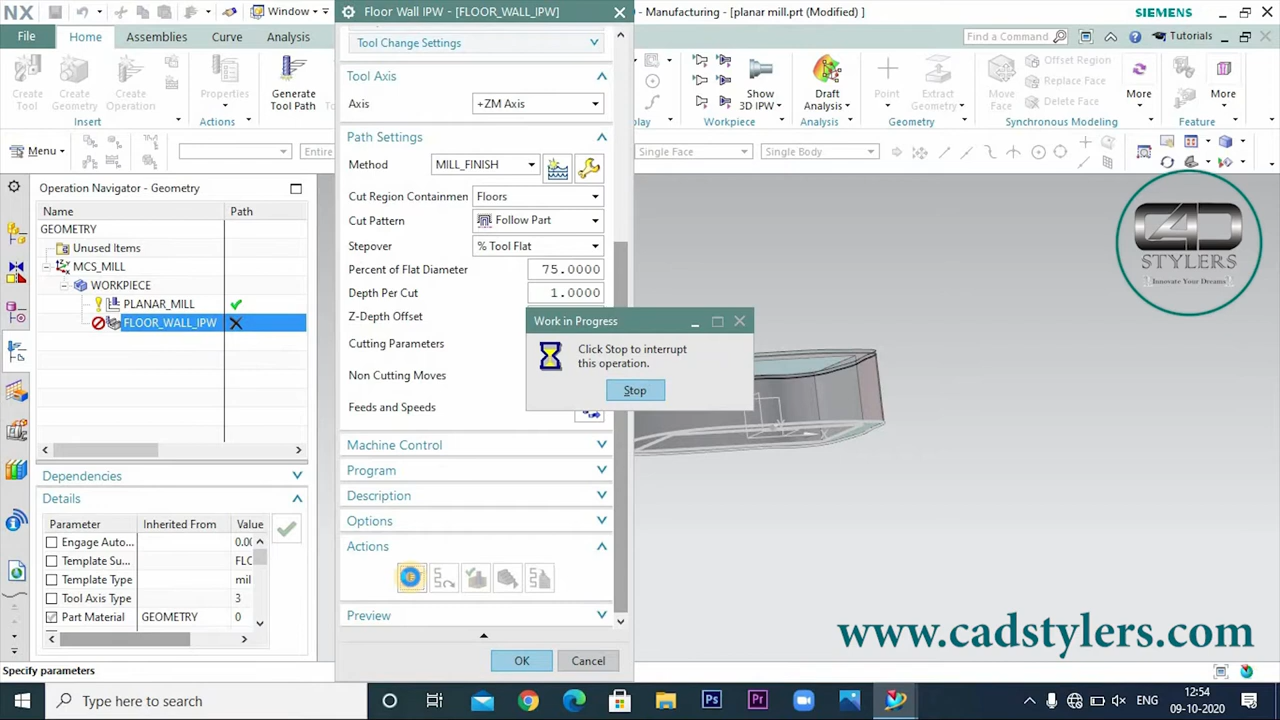 NX
Window
Floor Wall IPW - [FLOOR_WALL_IPW]
- Manufacturing - [planar mill.prt (Modified) ]
SIEMENS
File
Home
Assemblies
Curve
Analysis
Find a Command
Tutorials
Create
Tool
Create
Geometry
Create
Operation
Properties
Generate
Tool Path
Show
3D IPW
Draft
Analysis
Point
Extract
Geometry
Move
Face
Offset Region
Replace Face
Delete Face
More
More
Insert
Actions
Workpiece
Analysis
Geometry
Synchronous Modeling
Feature
Menu
Entire
Single Face
Single Body
Operation Navigator - Geometry
Name
Path
GEOMETRY
Unused Items
MCS_MILL
WORKPIECE
PLANAR_MILL
FLOOR_WALL_IPW
Dependencies
Details
Parameter
Inherited From
Value
Engage Auto...
0.00
Template Su...
FLC
Template Type
mil
Tool Axis Type
3
Part Material
GEOMETRY
0
Tool Change Settings
Tool Axis
Axis
+ZM Axis
Path Settings
Method
MILL_FINISH
Cut Region Containmen
Floors
Cut Pattern
Follow Part
Stepover
% Tool Flat
Percent of Flat Diameter
75.0000
Depth Per Cut
1.0000
Z-Depth Offset
Cutting Parameters
Non Cutting Moves
Feeds and Speeds
Machine Control
Program
Description
Options
Actions
Preview
OK
Cancel
Work in Progress
Click Stop to interrupt
this operation.
Stop
CAD
STYLERS
Innovate Your Dreams
www.cadstylers.com
Specify parameters
Type here to search
Ps
Pr
ENG
12:54
09-10-2020